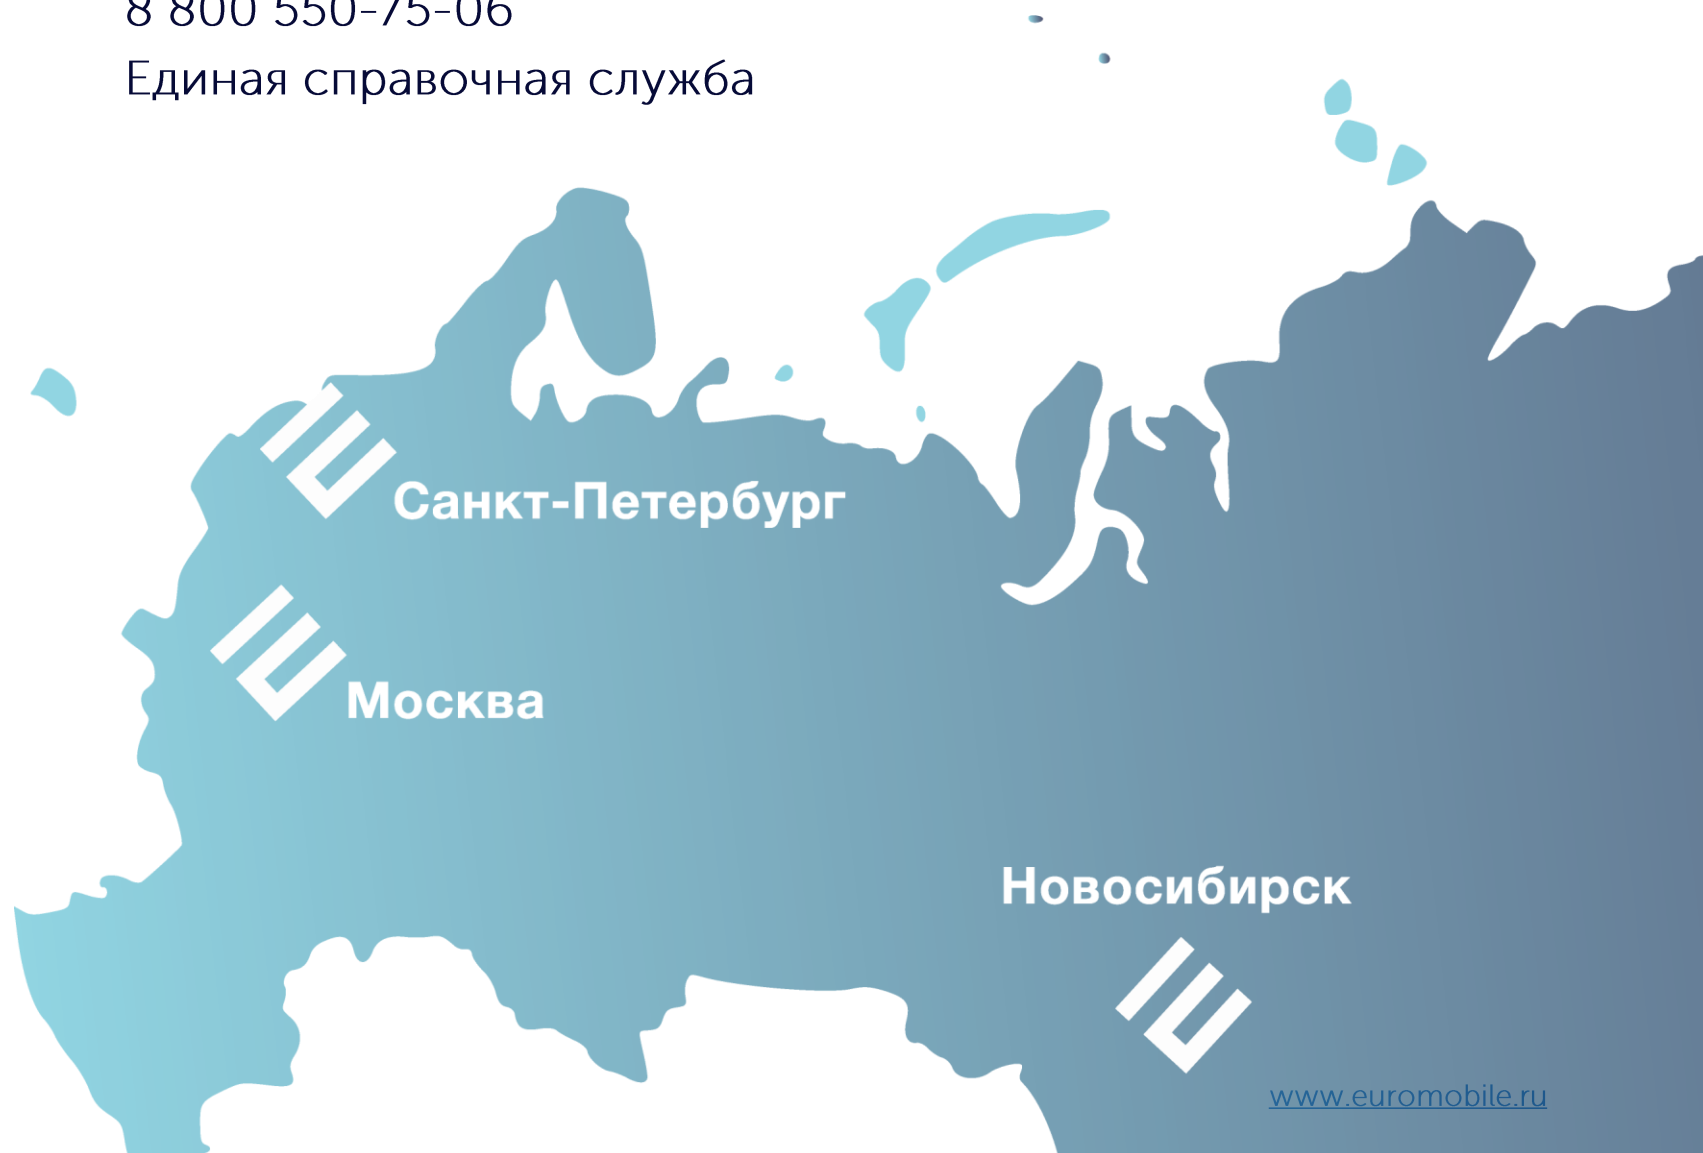 8 800 550-75-06
Единая справочная служба
Санкт-Петербург
Москва
Новосибирск
www.euromobile.ru